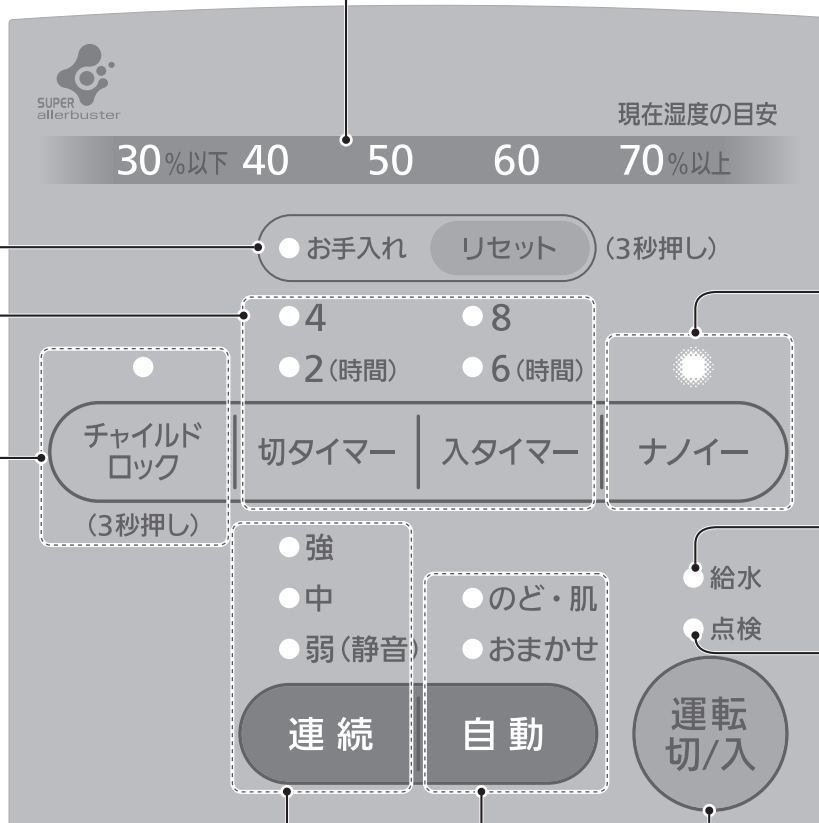 SUPER
allerbuster
現在湿度の目安
30%以下 40 50 60 70%以上
お手入れ リセット (3秒押し)
4 8
2(時間) 6(時間)
チャイルド
ロック
切タイマー 入タイマー ナノイー
(3秒押し)
強
中 のど・肌
弱(静音) おまかせ
給水
点検
連続 自動
運転
切/入